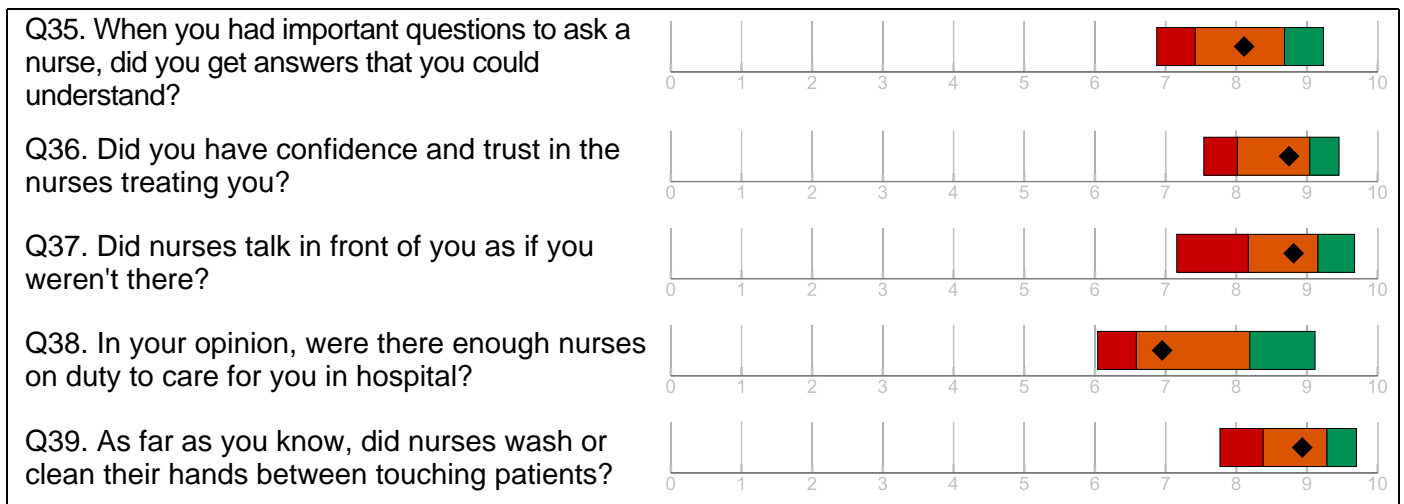 Q35. When you had important questions to ask a
nurse, did you get answers that you could
understand?
0 1 2 3 4 5 6 7 8 9 10
Q36. Did you have confidence and trust in the
nurses treating you?
0 1 2 3 4 5 6 7 8 9 10
Q37. Did nurses talk in front of you as if you
weren't there?
0 1 2 3 4 5 6 7 8 9 10
Q38. In your opinion, were there enough nurses
on duty to care for you in hospital?
0 1 2 3 4 5 6 7 8 9 10
Q39. As far as you know, did nurses wash or
clean their hands between touching patients?
0 1 2 3 4 5 6 7 8 9 10